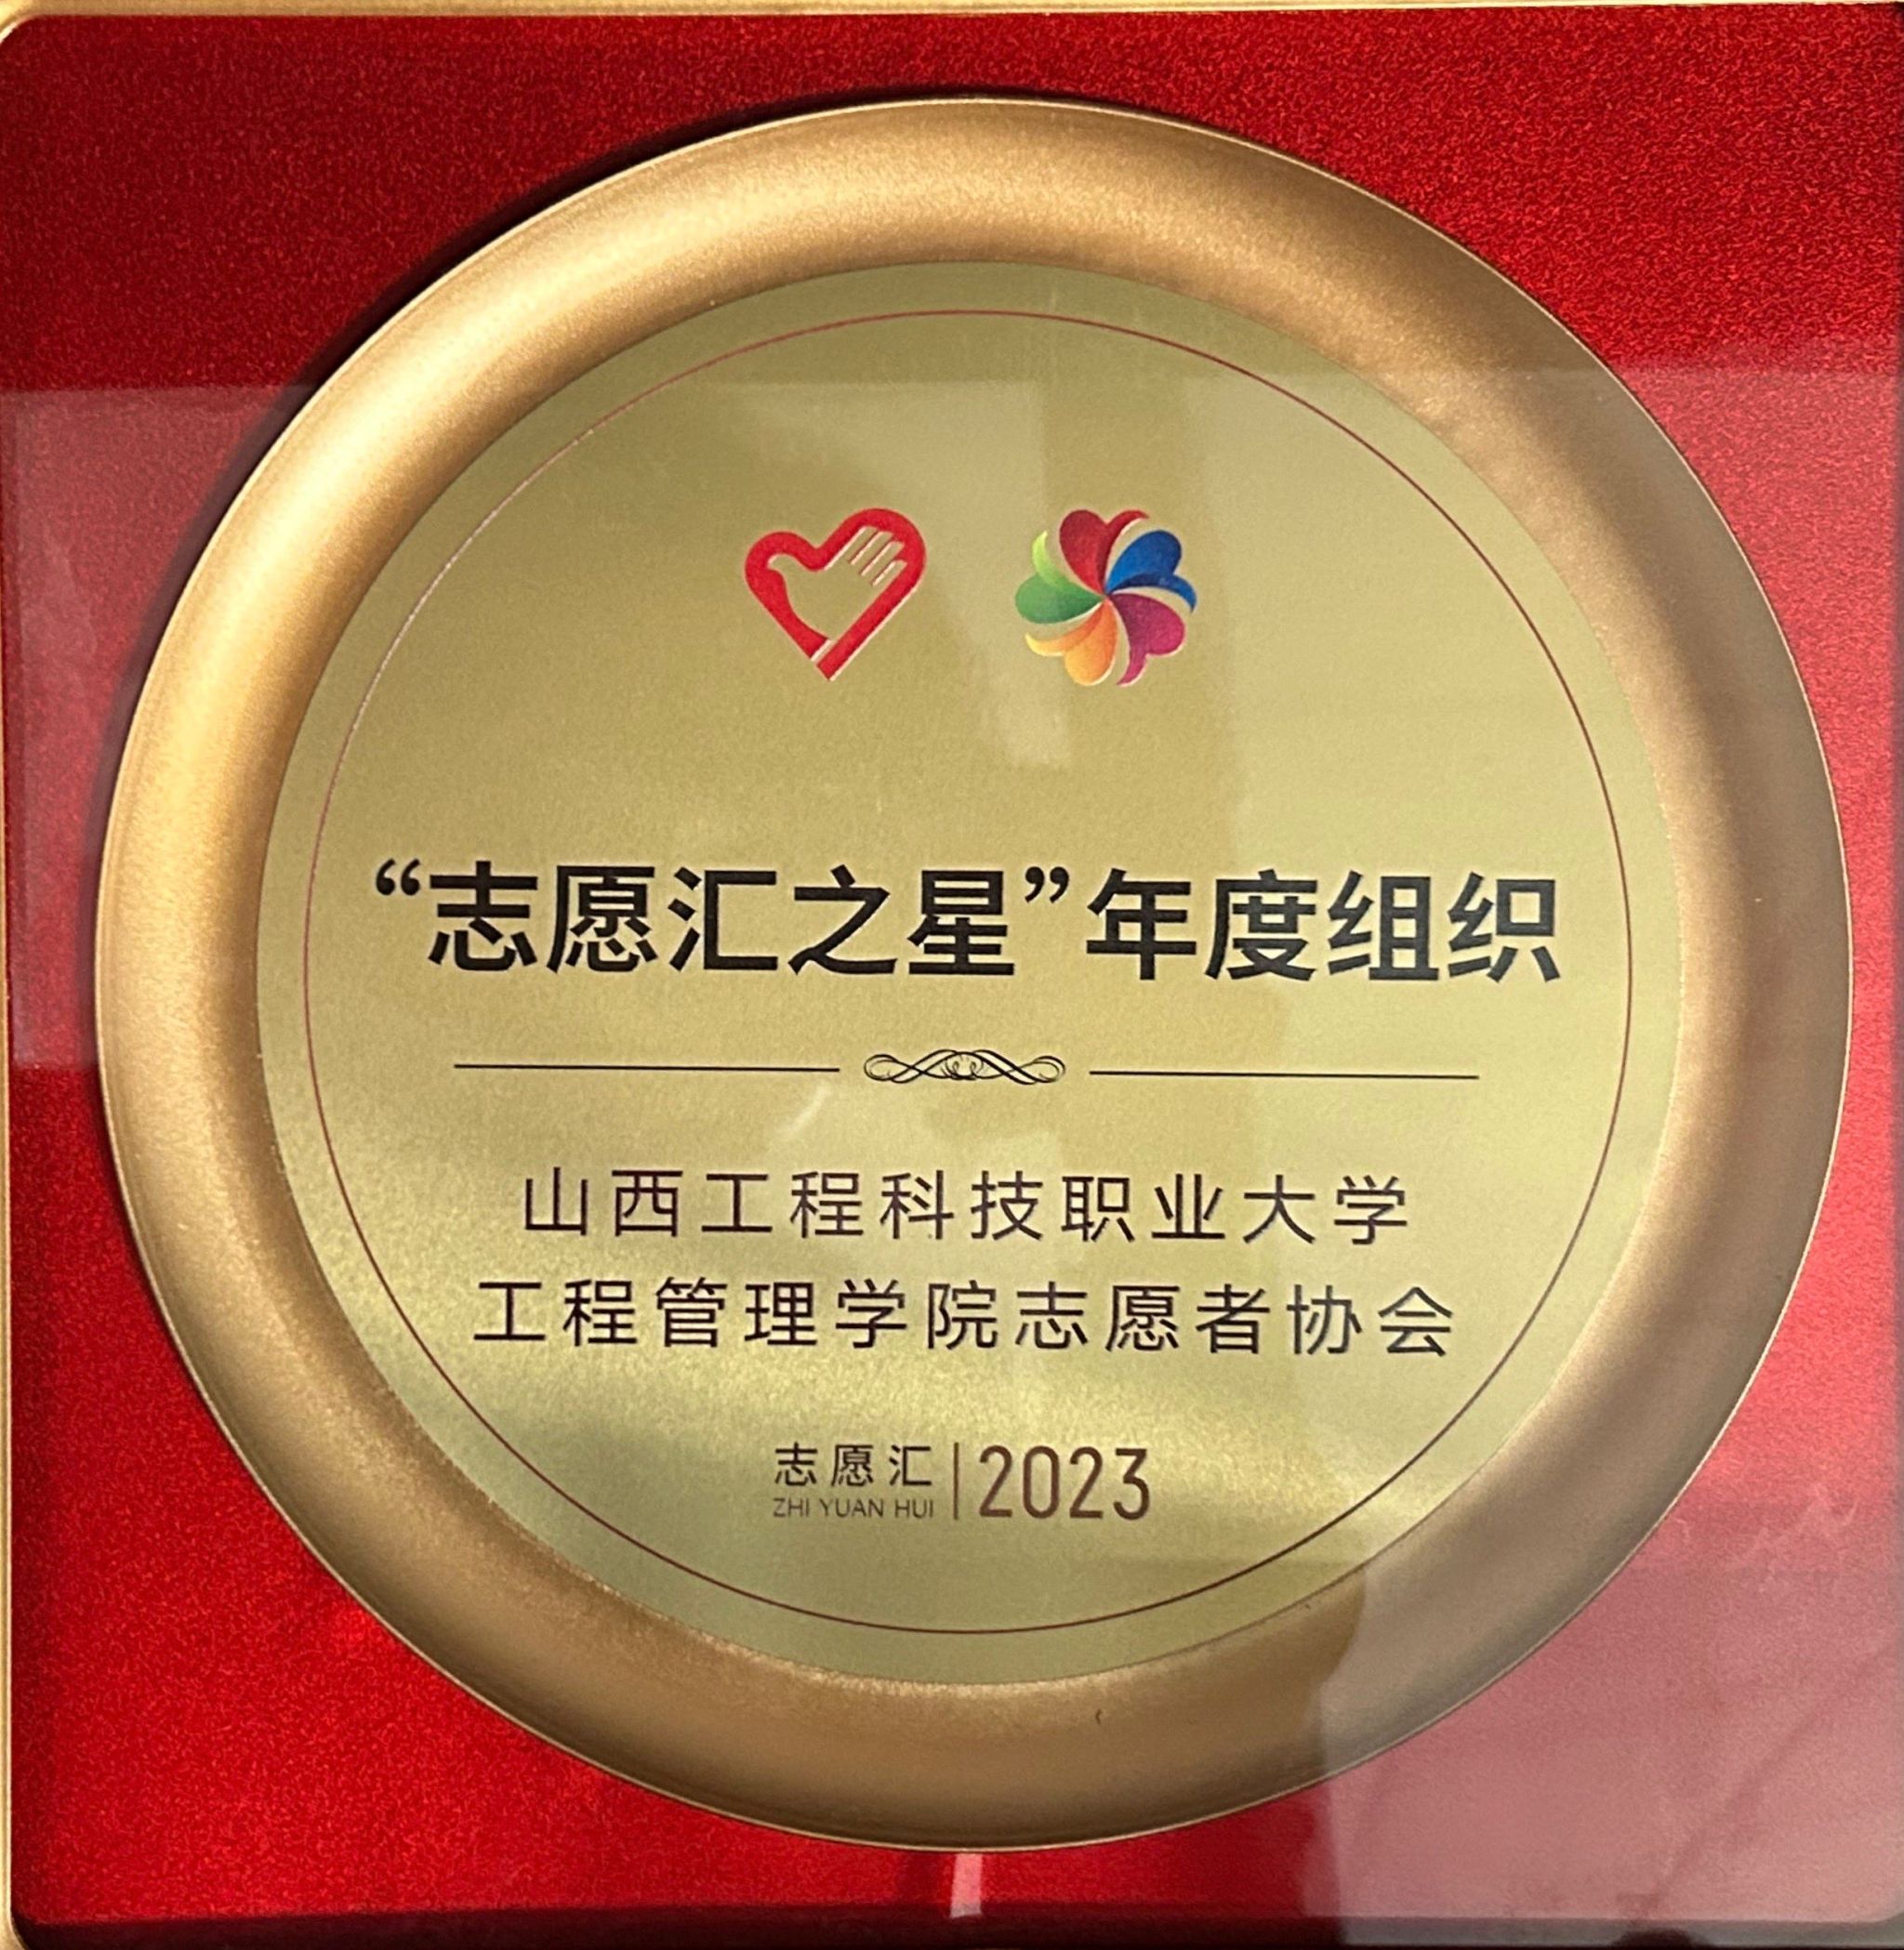 “志愿汇之星”年度组织
山西工程科技职业大学
工程管理学院志愿者协会
志愿汇 | 2023
ZHI YUAN HUI